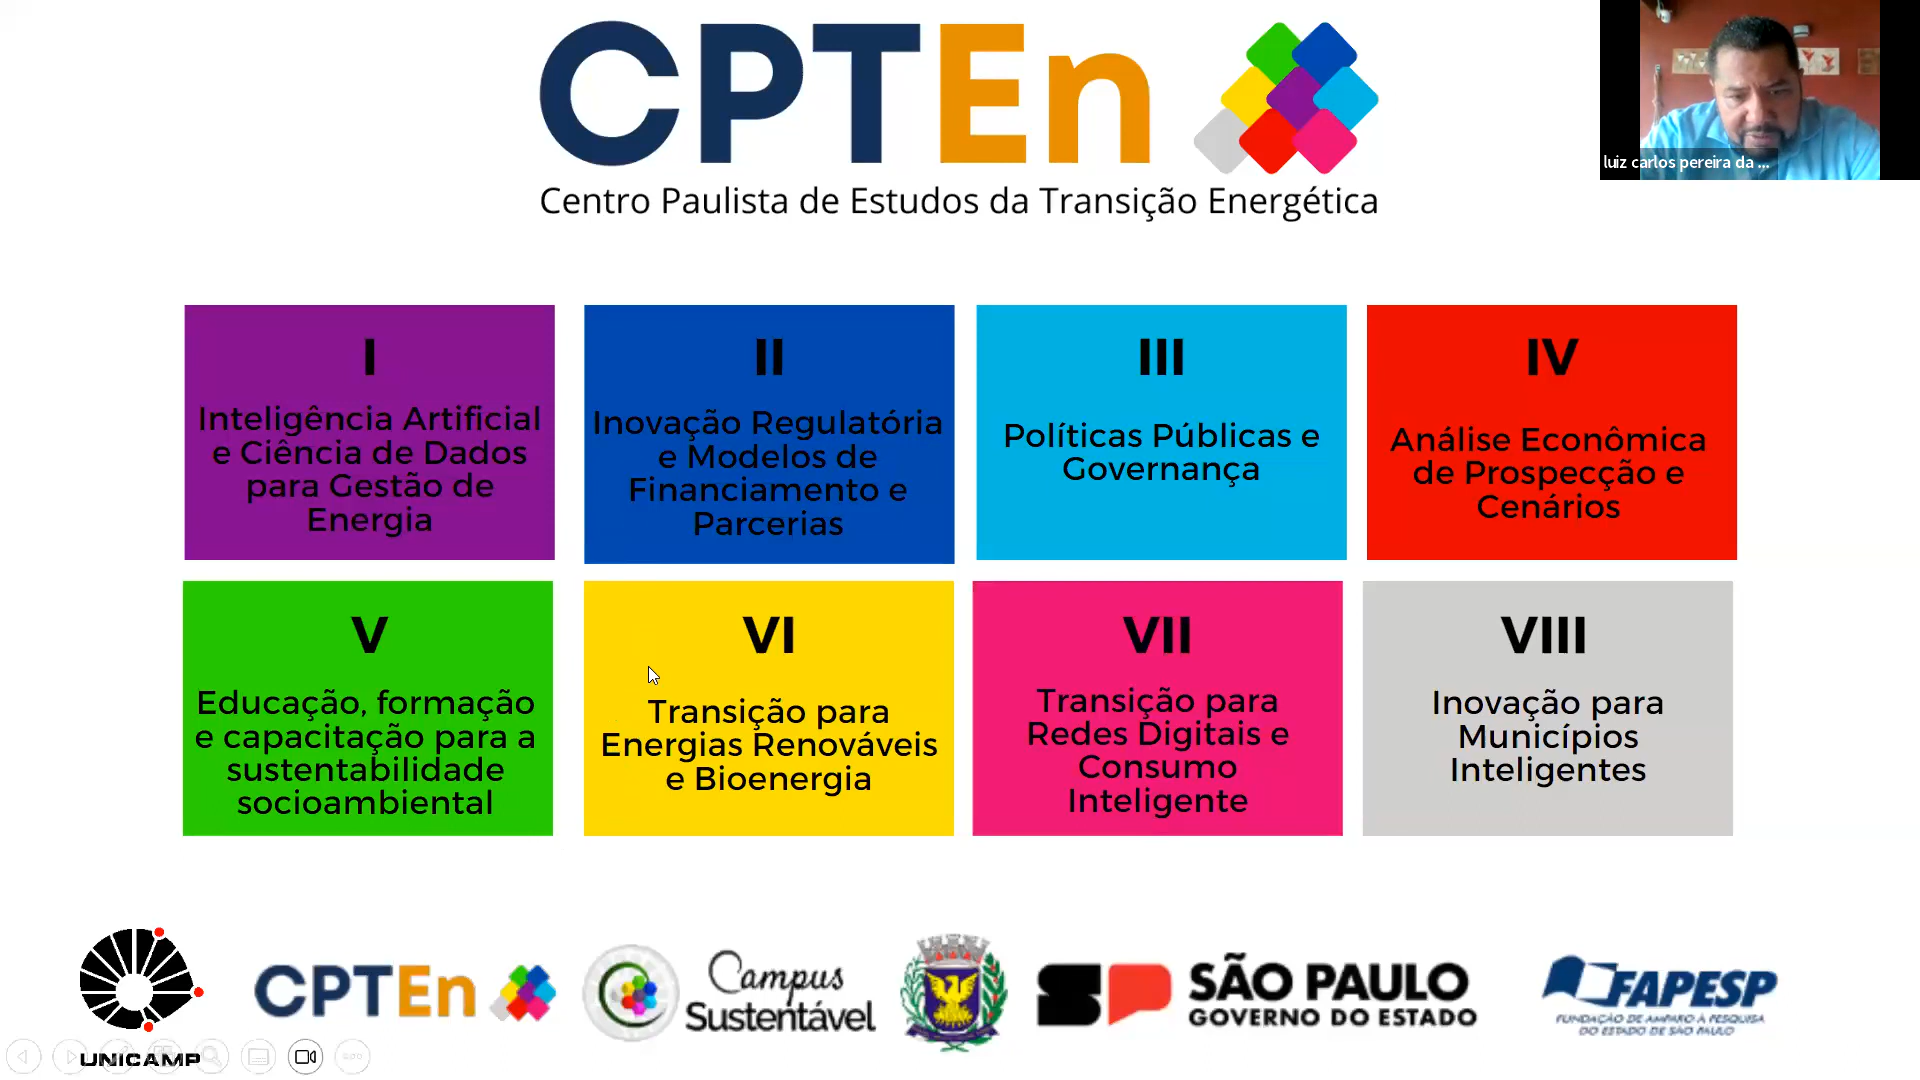 CPTEn
Centro Paulista de Estudos da Transição Energética
luiz carlos pereira da ...
I
Inteligência Artificial
e Ciência de Dados
para Gestão de
Energia
II
Inovação Regulatória
e Modelos de
Financiamento e
Parcerias
III
Políticas Públicas e
Governança
IV
Análise Econômica
de Prospecção e
Cenários
V
Educação, formação
e capacitação para a
sustentabilidade
socioambiental
VI
Transição para
Energias Renováveis
e Bioenergia
VII
Transição para
Redes Digitais e
Consumo
Inteligente
VIII
Inovação para
Municípios
Inteligentes
UNICAMP
CPTEn
Campus
Sustentável
SP
SÃO PAULO
GOVERNO DO ESTADO
FAPESP
FUNDAÇÃO DE AMPARO À PESQUISA
DO ESTADO DE SÃO PAULO